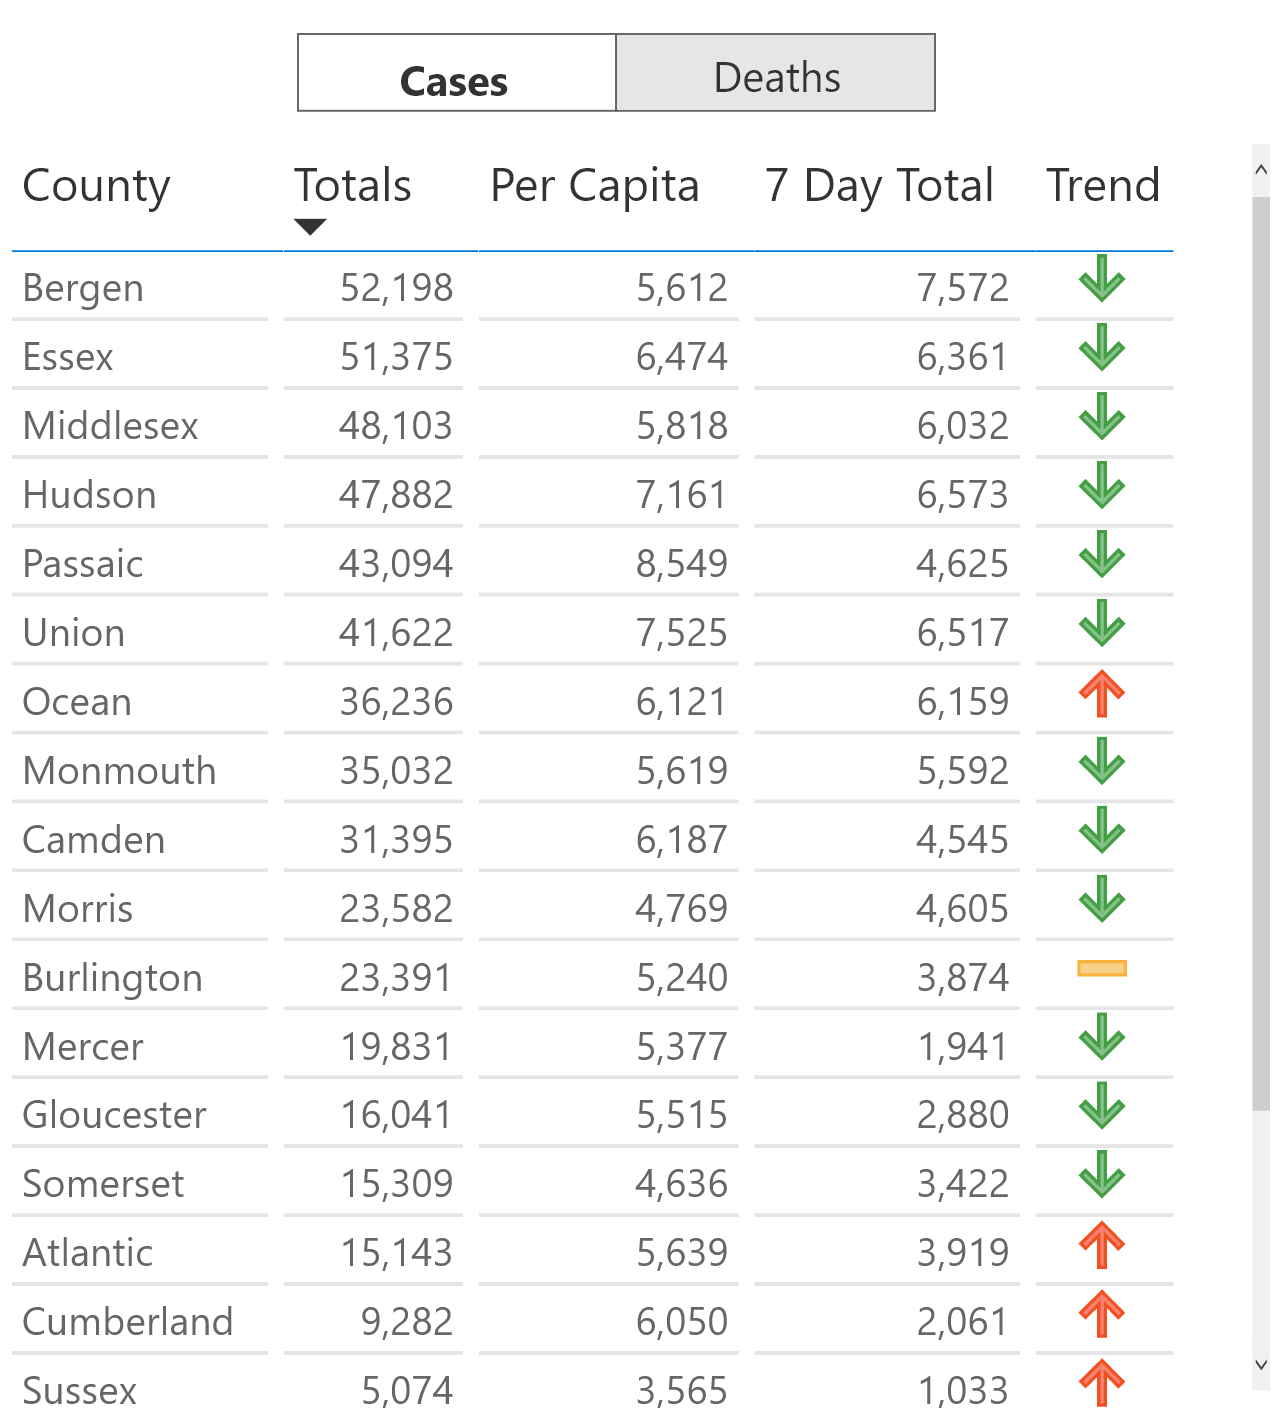 Cases Deaths
County Totals Per Capita 7 Day Total Trend
Bergen 52,198 5,612 7,572
Essex 51,375 6,474 6,361
Middlesex 48,103 5,818 6,032
Hudson 47,882 7,161 6,573
Passaic 43,094 8,549 4,625
Union 41,622 7,525 6,517
Ocean 36,236 6,121 6,159
Monmouth 35,032 5,619 5,592
Camden 31,395 6,187 4,545
Morris 23,582 4,769 4,605
Burlington 23,391 5,240 3,874
Mercer 19,831 5,377 1,941
Gloucester 16,041 5,515 2,880
Somerset 15,309 4,636 3,422
Atlantic 15,143 5,639 3,919
Cumberland 9,282 6,050 2,061
Sussex 5,074 3,565 1,033